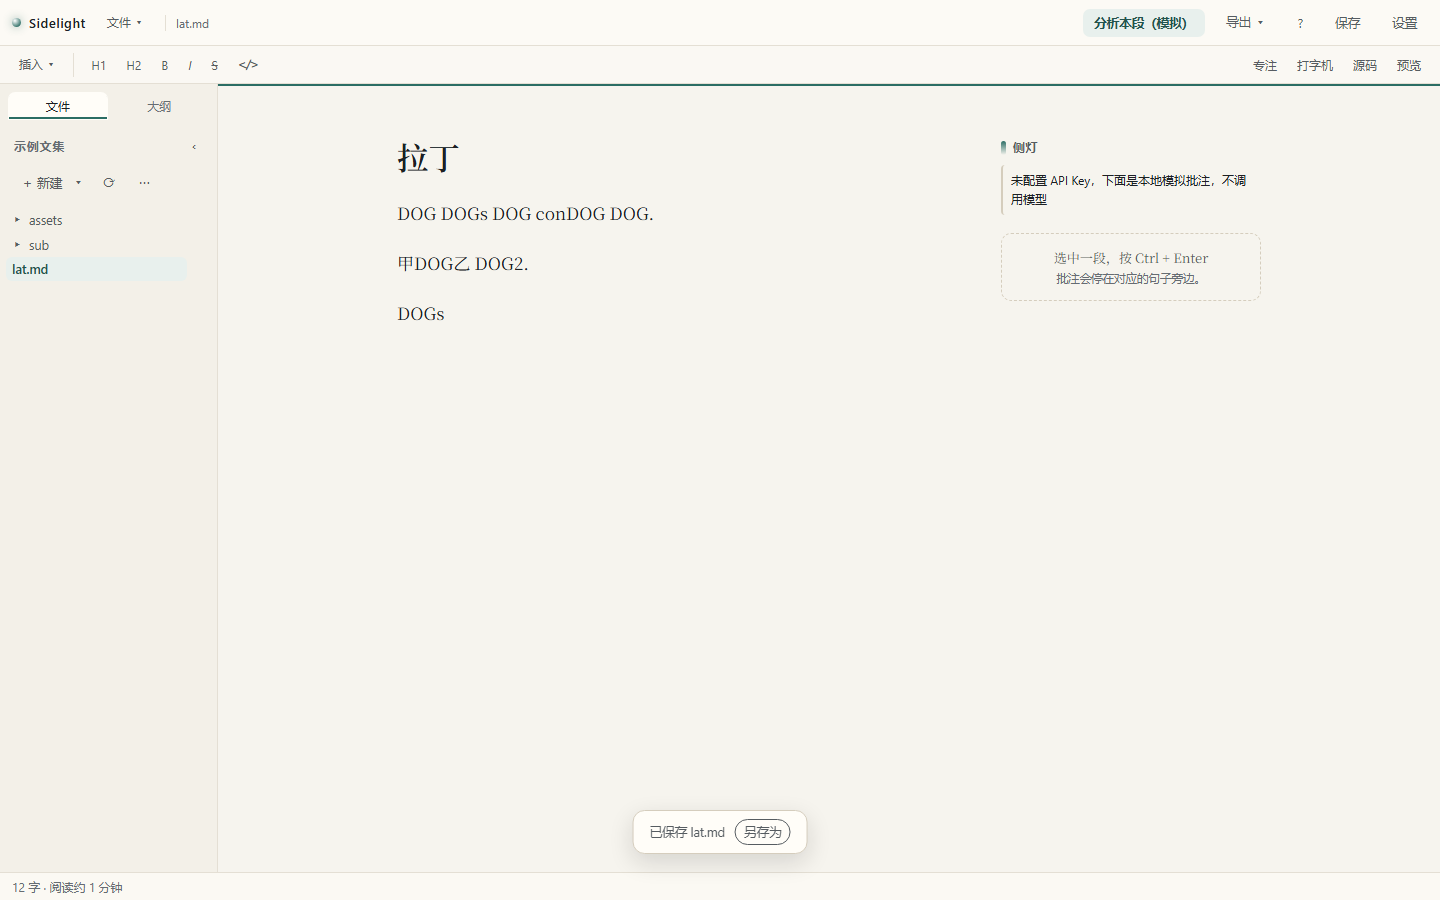 Sidelight 文件 lat.md 分析本段（模拟） 导出 ? 保存 设置
插入 H1 H2 B I S </> 专注 打字机 源码 预览
文件 大纲
示例文集
+ 新建 ...
assets
sub
lat.md
拉丁
DOG DOGs DOG conDOG DOG.
甲DOG乙 DOG2.
DOGs
侧灯
未配置 API Key，下面是本地模拟批注，不调
用模型
选中一段，按 Ctrl + Enter
批注会停在对应的句子旁边。
已保存 lat.md 另存为
12 字 · 阅读约 1 分钟